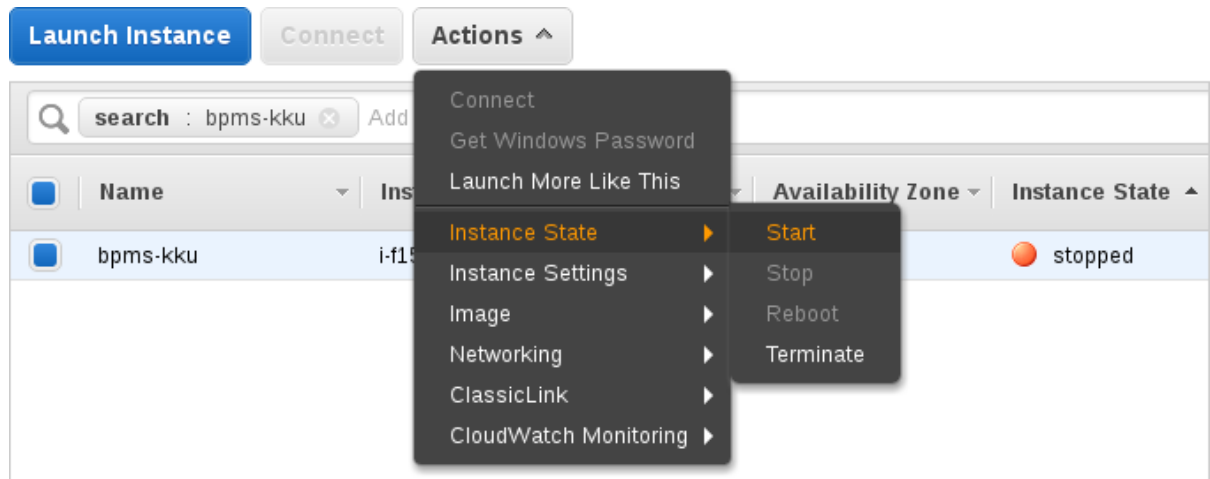 Launch Instance Connect Actions
search : bpms-kku Add
Connect
Get Windows Password
Launch More Like This
Name Ins Availability Zone Instance State
Instance State Start
bpms-kku i-f15 stopped
Instance Settings Stop
Image Reboot
Networking Terminate
ClassicLink
CloudWatch Monitoring